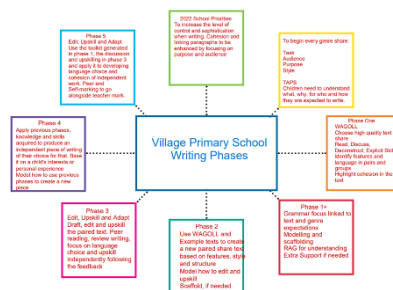 Phase 5
Edit, Upskill and Adapt
Use the toolkit generated
in phase 1, the discussion
and upskilling in phase 3
and apply it to developing
language choice and
cohesion of independent
work. Peer and
Self-marking to go
alongside teacher mark.
2022 School Priorities
To increase the level of
control and sophistication
when writing. Cohesion and
linking paragraphs to be
enhanced by focusing on
purpose and audience
To begin every genre share:
Task
Audience
Purpose
Style
TAPS
Children need to understand
what, why, for who and how
they are expected to write.
Phase 4
Apply previous phases,
knowledge and skills
acquired to produce an
independent piece of writing
of their choice for that. Base
it on a child's interests or
personal experience
Model how to use previous
phases to create a new
piece
Village Primary School
Writing Phases
Phase One
WAGOLL
Choose high quality text
share
Read, Discuss,
Deconstruct, Explicit
Identify features and
language in pairs and
groups
Highlight cohesion in the
text
Phase 3
Edit, Upskill and Adapt
Draft, edit and upskill
the paired text. Peer
reading, review writing,
focus on language
choice and upskill
independently following
the feedback
Phase 2
Use WAGOLL and
Example texts to create
a new paired share text
based on features, style
and structure
Model how to edit and
upskill
Scaffold, if needed
Phase 1+
Grammar focus linked
to text and genre
expectations
Modelling and
scaffolding
RAG for understanding
Extra Support if needed